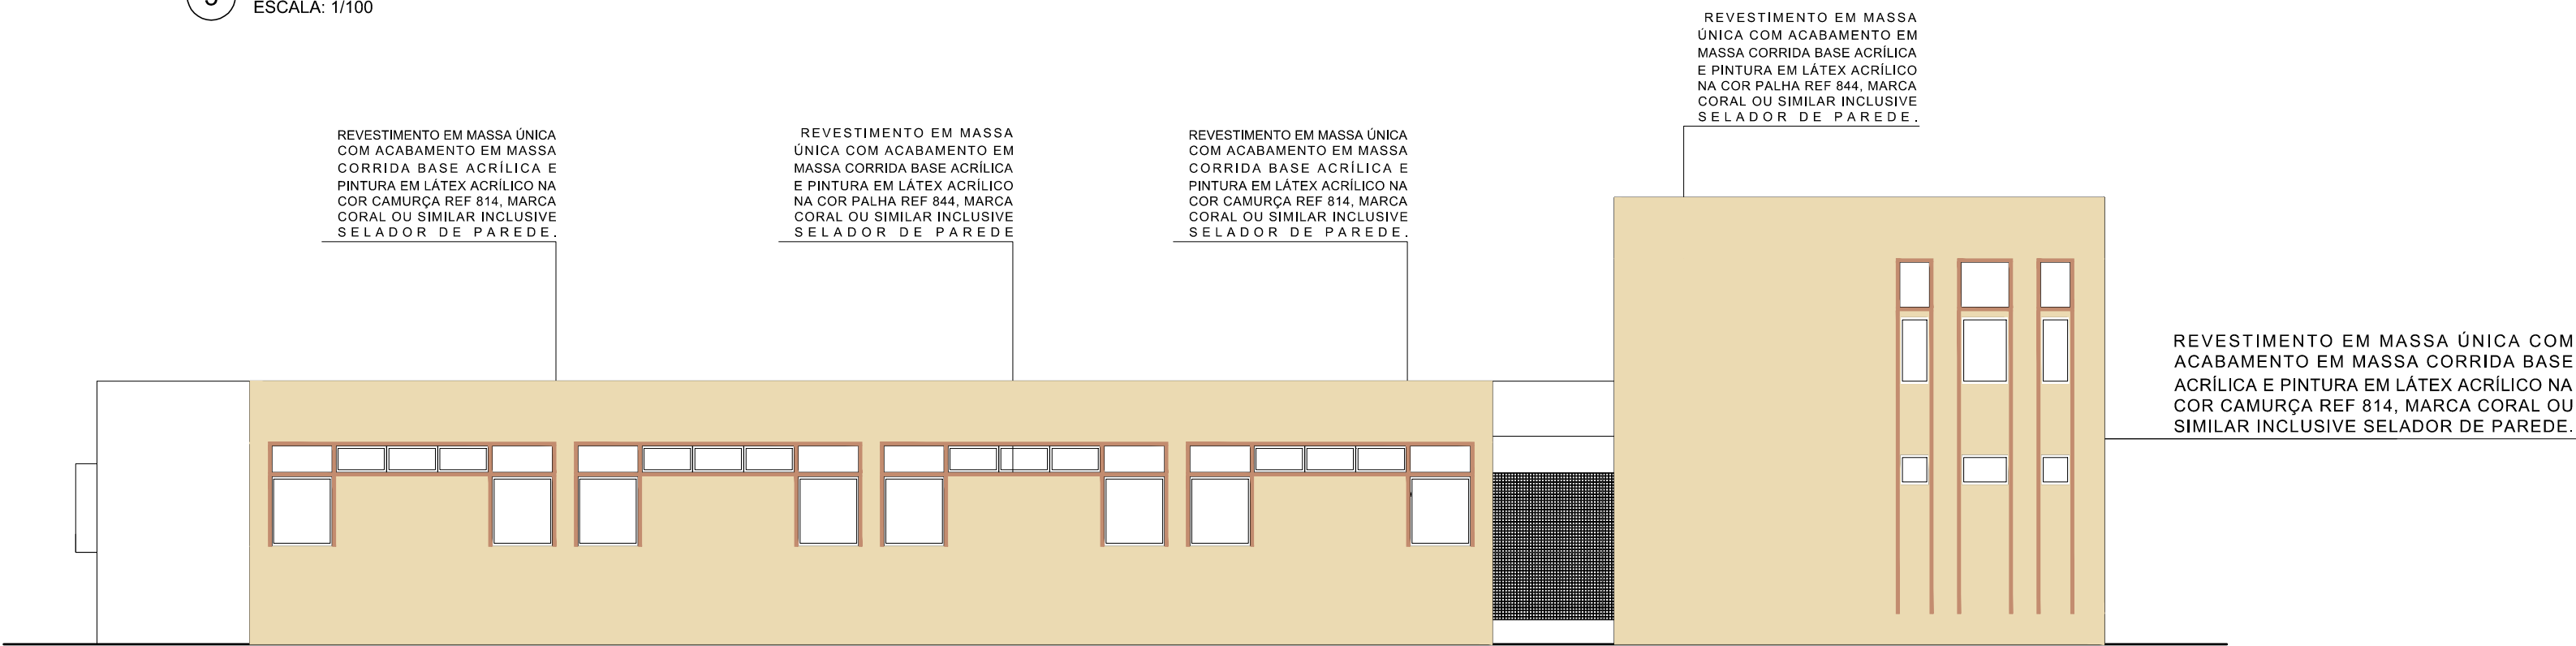 ESCALA: 1/100
REVESTIMENTO EM MASSA ÚNICA
COM ACABAMENTO EM MASSA
CORRIDA BASE ACRÍLICA E
PINTURA EM LÁTEX ACRÍLICO NA
COR CAMURÇA REF 814, MARCA
CORAL OU SIMILAR INCLUSIVE
SELADOR DE PAREDE.
REVESTIMENTO EM MASSA
ÚNICA COM ACABAMENTO EM
MASSA CORRIDA BASE ACRÍLICA
E PINTURA EM LÁTEX ACRÍLICO
NA COR PALHA REF 844, MARCA
CORAL OU SIMILAR INCLUSIVE
SELADOR DE PAREDE
REVESTIMENTO EM MASSA ÚNICA
COM ACABAMENTO EM MASSA
CORRIDA BASE ACRÍLICA E
PINTURA EM LÁTEX ACRÍLICO NA
COR CAMURÇA REF 814, MARCA
CORAL OU SIMILAR INCLUSIVE
SELADOR DE PAREDE.
REVESTIMENTO EM MASSA
ÚNICA COM ACABAMENTO EM
MASSA CORRIDA BASE ACRÍLICA
E PINTURA EM LÁTEX ACRÍLICO
NA COR PALHA REF 844, MARCA
CORAL OU SIMILAR INCLUSIVE
SELADOR DE PAREDE.
REVESTIMENTO EM MASSA ÚNICA COM
ACABAMENTO EM MASSA CORRIDA BASE
ACRÍLICA E PINTURA EM LÁTEX ACRÍLICO NA
COR CAMURÇA REF 814, MARCA CORAL OU
SIMILAR INCLUSIVE SELADOR DE PAREDE.